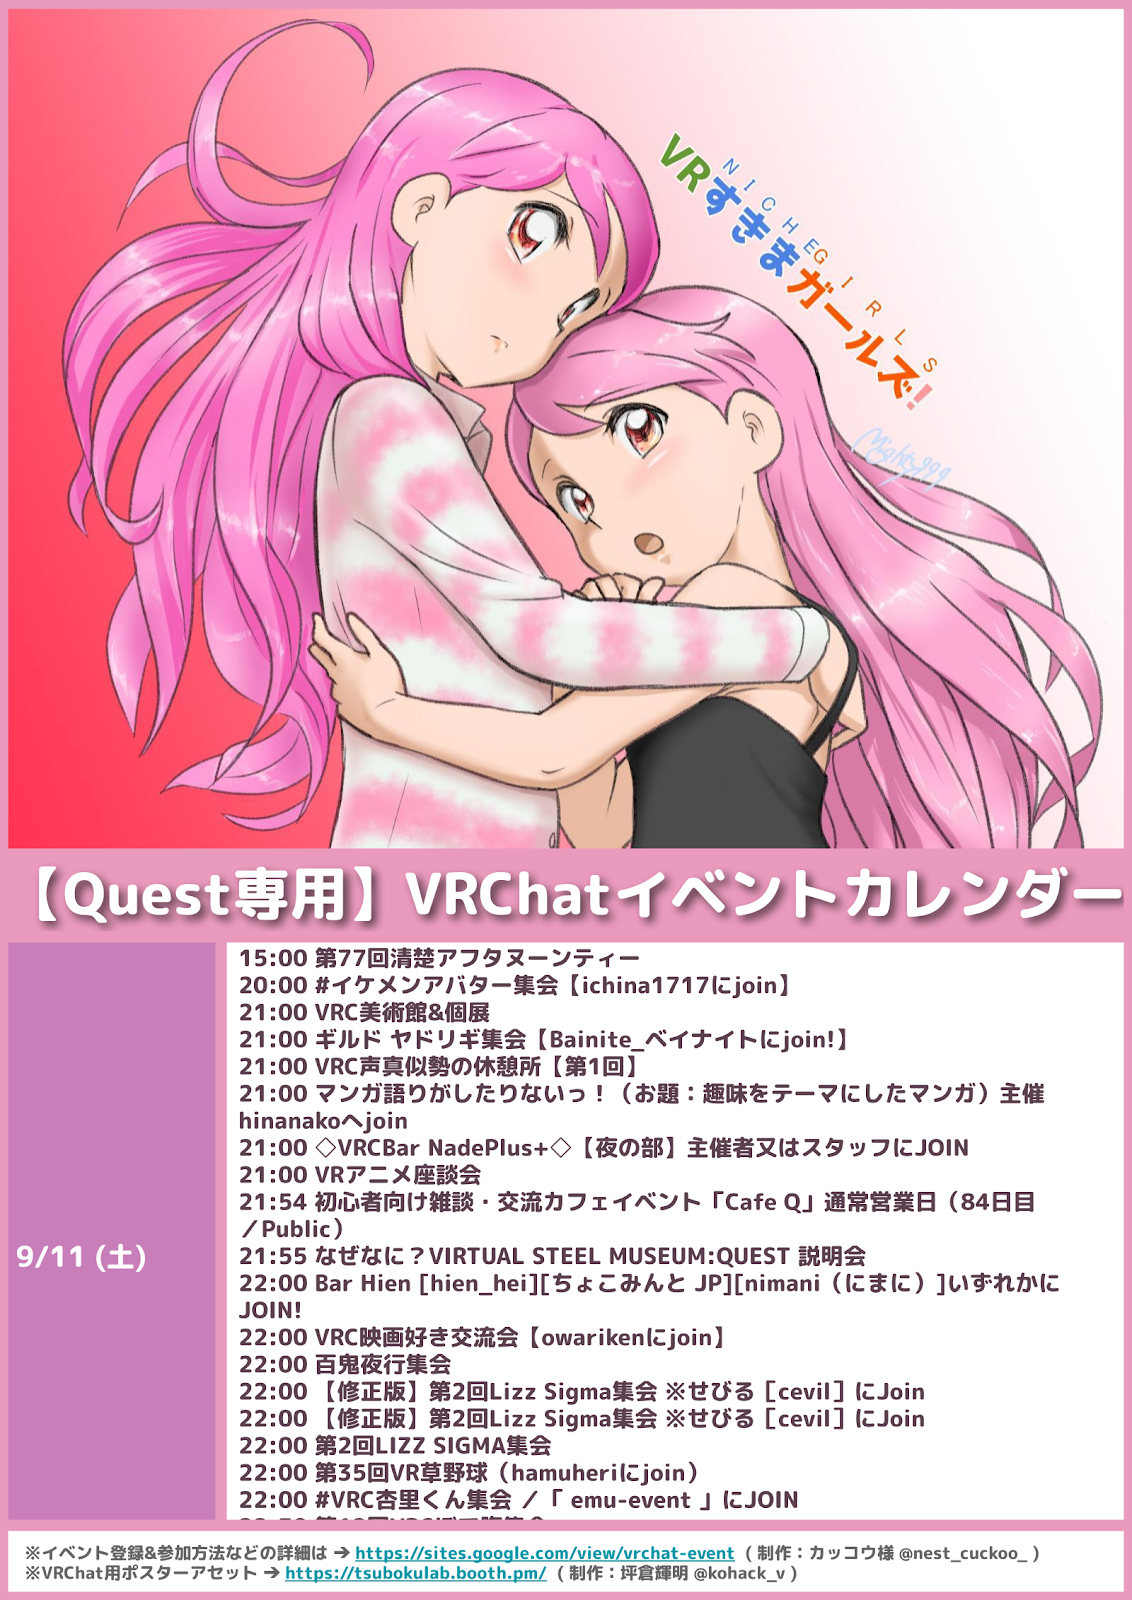 NICHE GIRLS
VRすきまガールズ!
Mighty999
【Quest専用】VRChatイベントカレンダー
9/11 (土)
15:00 第77回清楚アフタヌーンティー
20:00 #イケメンアバター集会【ichina1717にjoin】
21:00 VRC美術館&個展
21:00 ギルド ヤドリギ集会【Bainite_ベイナイトにjoin!】
21:00 VRC声真似勢の休憩所【第1回】
21:00 マンガ語りがしたりないっ！（お題：趣味をテーマにしたマンガ）主催
hinanakoへjoin
21:00 ◇VRCBar NadePlus+◇【夜の部】主催者又はスタッフにJOIN
21:00 VRアニメ座談会
21:54 初心者向け雑談・交流カフェイベント「Cafe Q」通常営業日（84日目
／Public）
21:55 なぜなに？VIRTUAL STEEL MUSEUM:QUEST 説明会
22:00 Bar Hien [hien_hei][ちょこみんと JP][nimani（にまに）]いずれかに
JOIN!
22:00 VRC映画好き交流会【owarikenにjoin】
22:00 百鬼夜行集会
22:00 【修正版】第2回Lizz Sigma集会 ※せびる［cevil］にJoin
22:00 【修正版】第2回Lizz Sigma集会 ※せびる［cevil］にJoin
22:00 第2回LIZZ SIGMA集会
22:00 第35回VR草野球（hamuheriにjoin）
22:00 #VRC杏里くん集会 ／「 emu-event 」にJOIN
※イベント登録&参加方法などの詳細は ➔ https://sites.google.com/view/vrchat-event （ 制作：カッコウ様 @nest_cuckoo_ ）
※VRChat用ポスターアセット ➔ https://tsubokulab.booth.pm/ （ 制作：坪倉輝明 @kohack_v ）